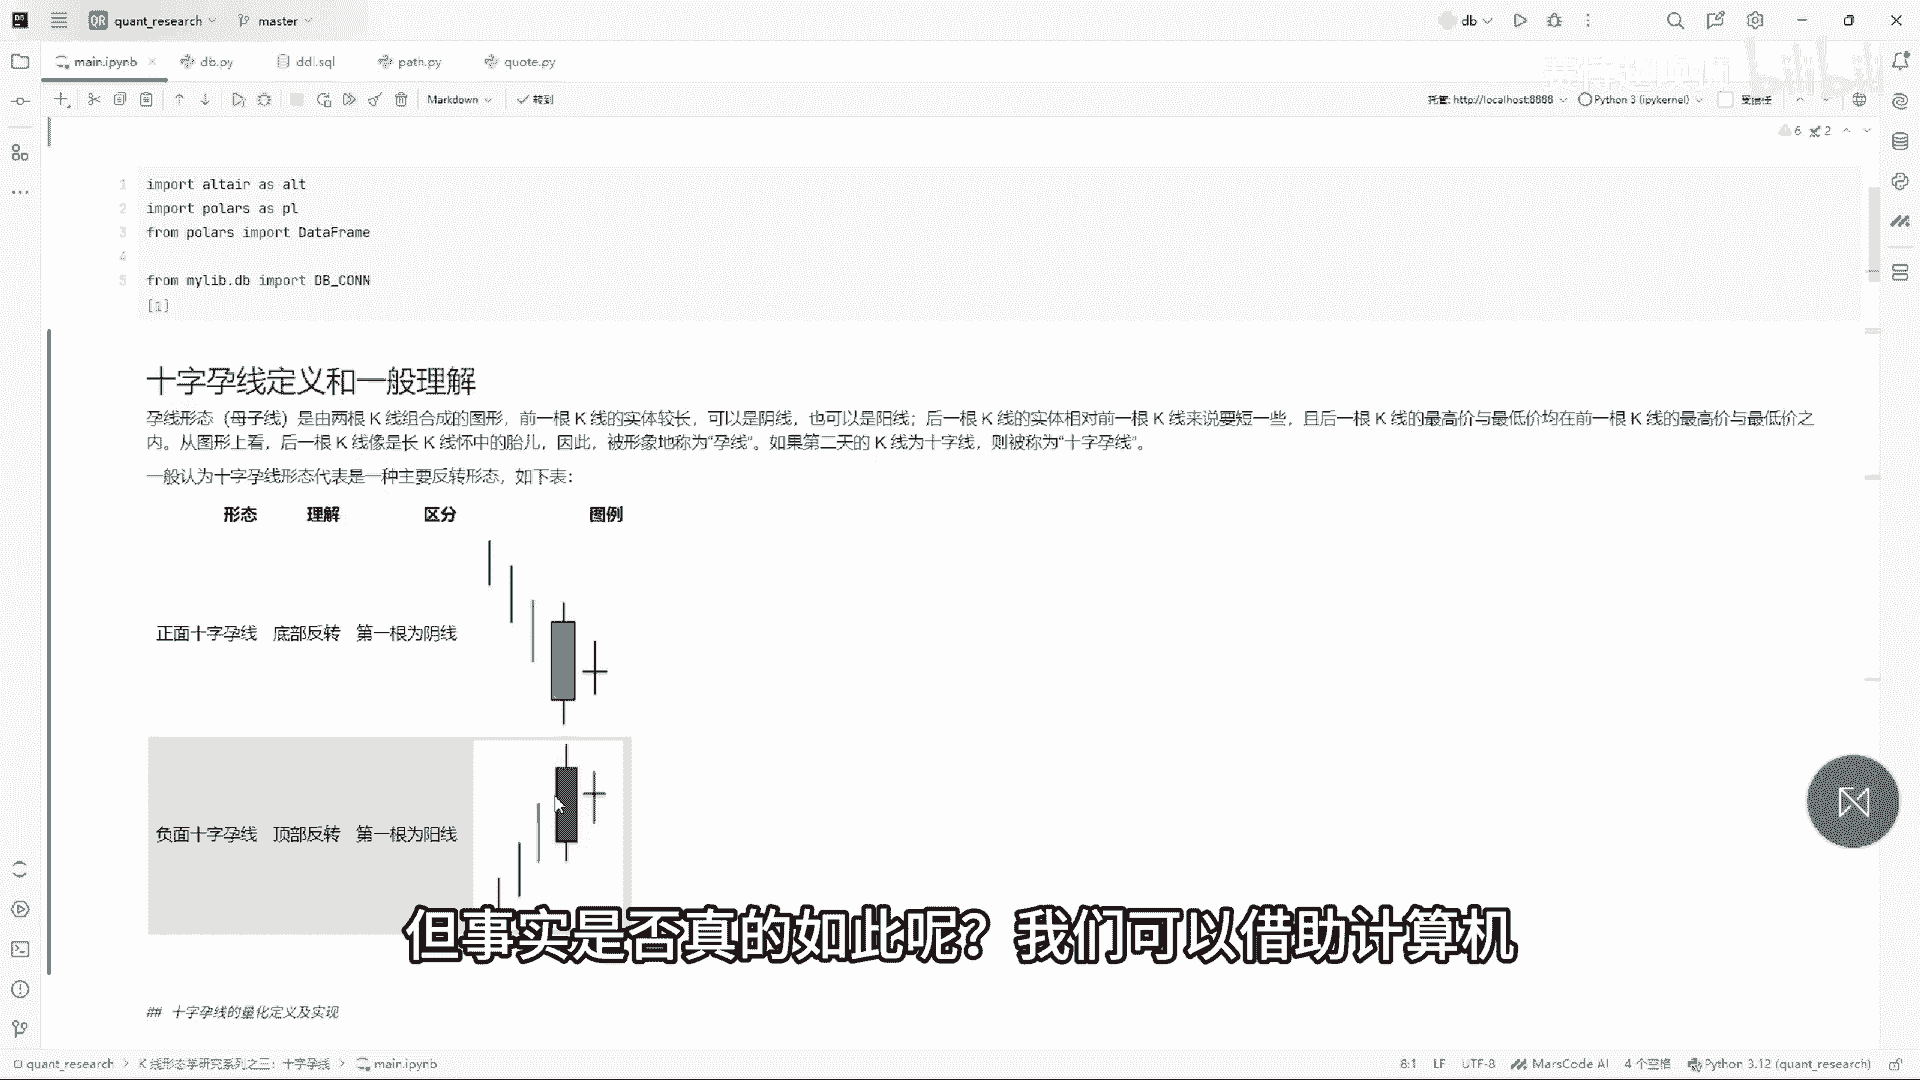 QR quant_research master db
main.ipynb db.py ddl.sql path.py quote.py
Markdown 转到 托管: http://localhost:8888 Python 3 (ipykernel) 受信任
6 2
1 import altair as alt
2 import polars as pl
3 from polars import DataFrame
4
5 from mylib.db import DB_CONN
[1]
十字孕线定义和一般理解
孕线形态（母子线）是由两根 K 线组合成的图形，前一根 K 线的实体较长，可以是阴线，也可以是阳线；后一根 K 线的实体相对前一根 K 线来说要短一些，且后一根 K 线的最高价与最低价均在前一根 K 线的最高价与最低价之
内。从图形上看，后一根 K 线像是长 K 线怀中的胎儿，因此，被形象地称为“孕线”。如果第二天的 K 线为十字线，则被称为“十字孕线”。
一般认为十字孕线形态代表是一种主要反转形态，如下表：
形态 理解 区分 图例
正面十字孕线 底部反转 第一根为阴线
负面十字孕线 顶部反转 第一根为阳线
但事实是否真的如此呢？我们可以借助计算机
## 十字孕线的量化定义及实现
quant_research > K 线形态学研究系列之三：十字孕线 > main.ipynb 8:1 LF UTF-8 MarsCode AI 4 个空格 Python 3.12 (quant_research)